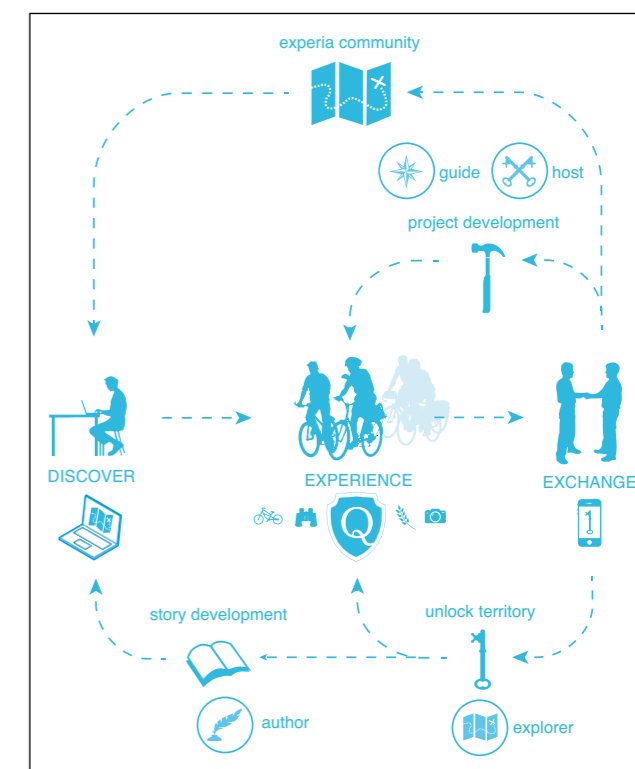 experia community
guide
host
project development
DISCOVER
EXPERIENCE
EXCHANGE
Q
story development
unlock territory
author
explorer